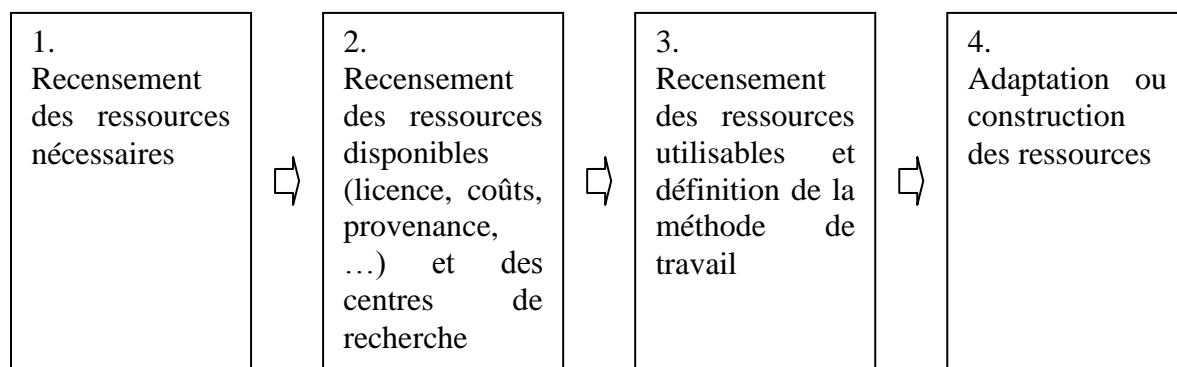 1.
Recensement
des ressources
nécessaires
2.
Recensement
des ressources
disponibles
(licence, coûts,
provenance,
…) et des
centres de
recherche
3.
Recensement
des ressources
utilisables et
définition de la
méthode de
travail
4.
Adaptation ou
construction
des ressources